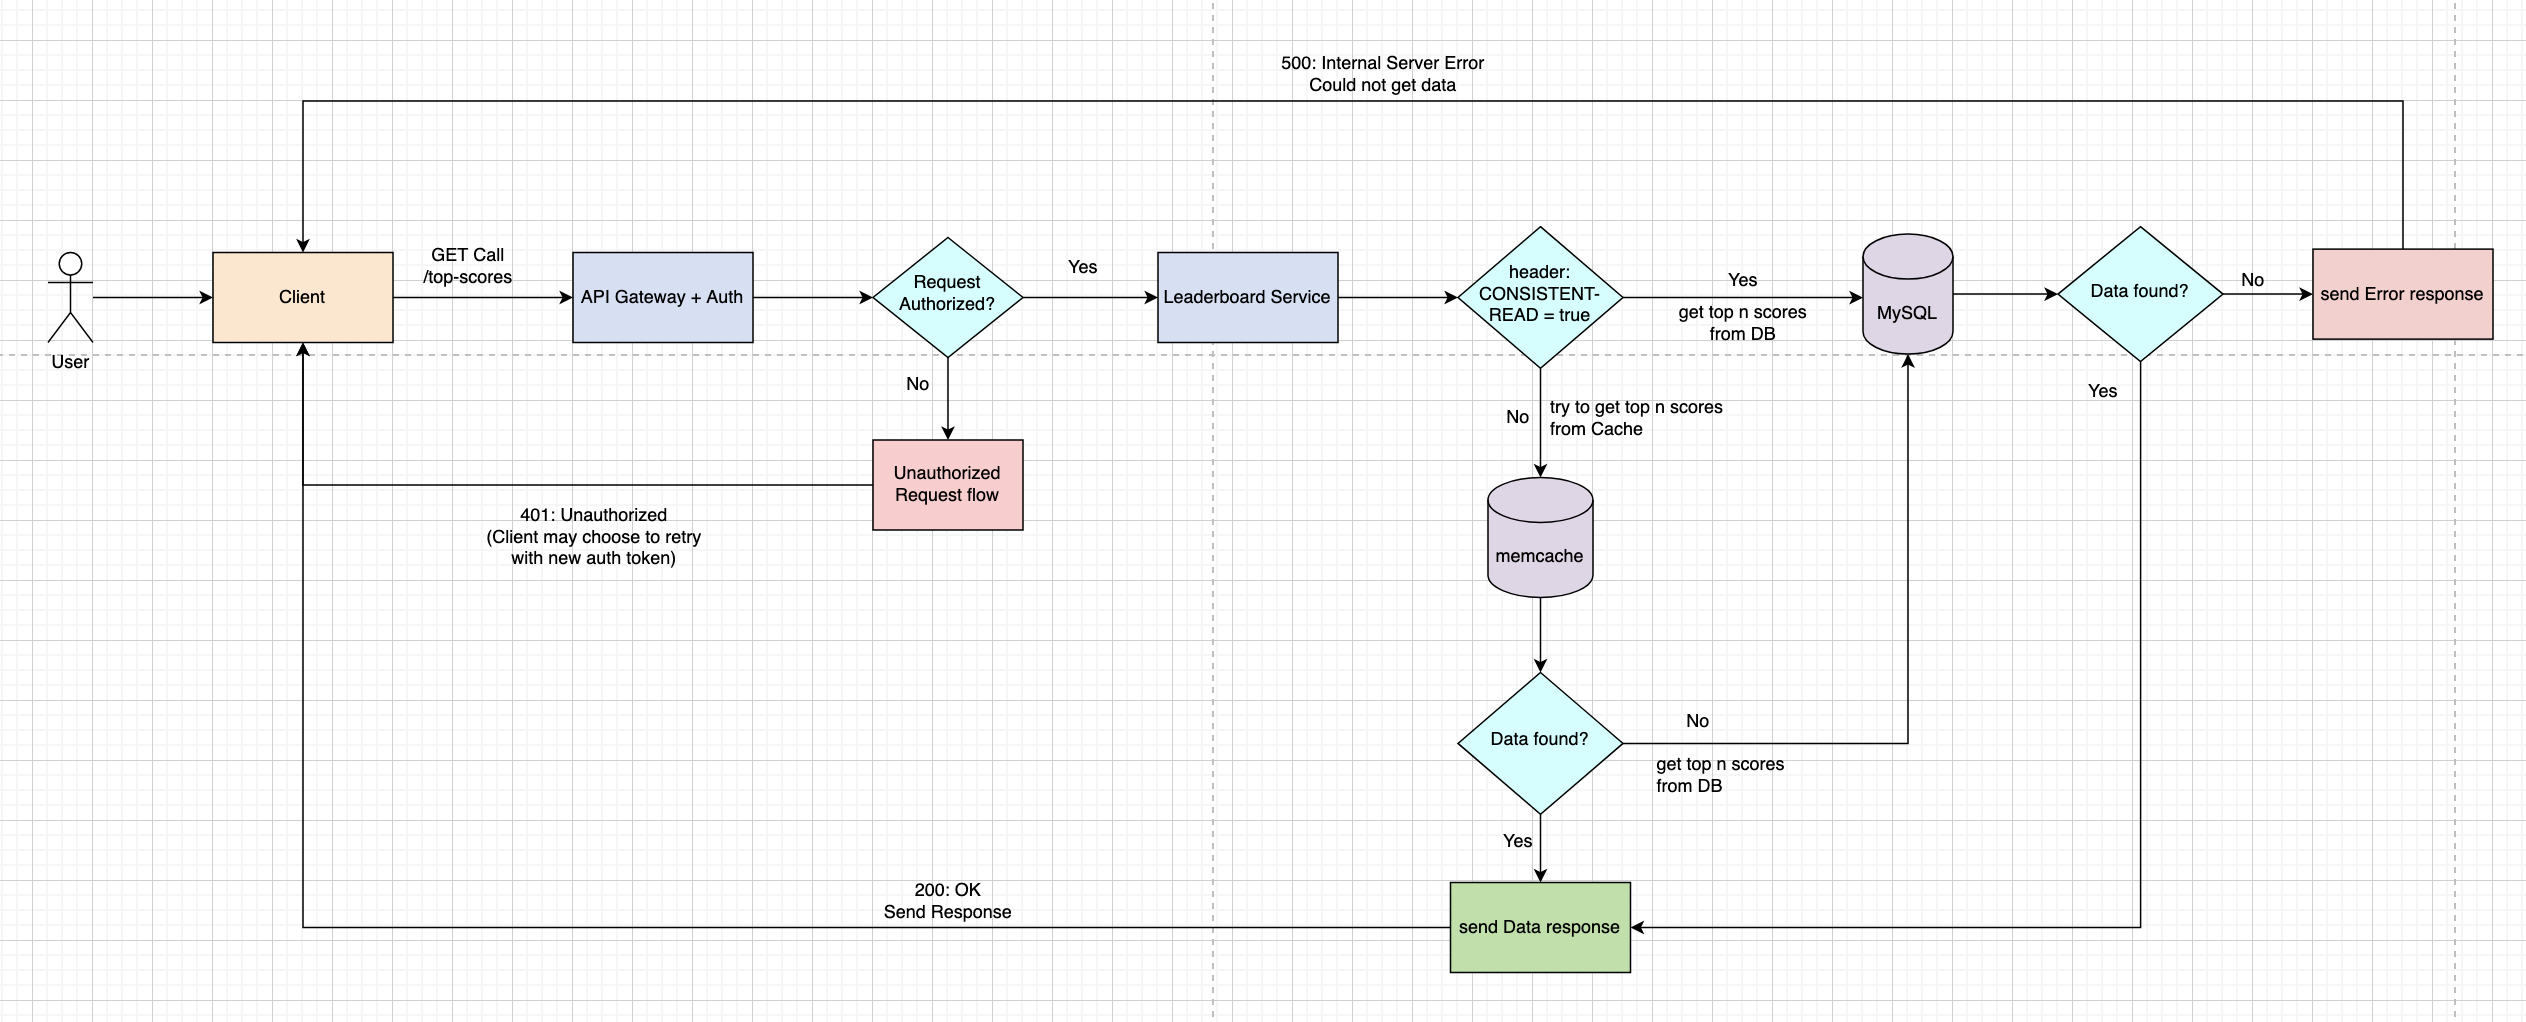 500: Internal Server Error
Could not get data
User
Client
GET Call
/top-scores
API Gateway + Auth
Request
Authorized?
Yes
No
Unauthorized
Request flow
401: Unauthorized
(Client may choose to retry
with new auth token)
Leaderboard Service
header:
CONSISTENT-
READ = true
Yes
get top n scores
from DB
MySQL
Data found?
No
send Error response
Yes
No
try to get top n scores
from Cache
memcache
Data found?
No
get top n scores
from DB
Yes
send Data response
200: OK
Send Response